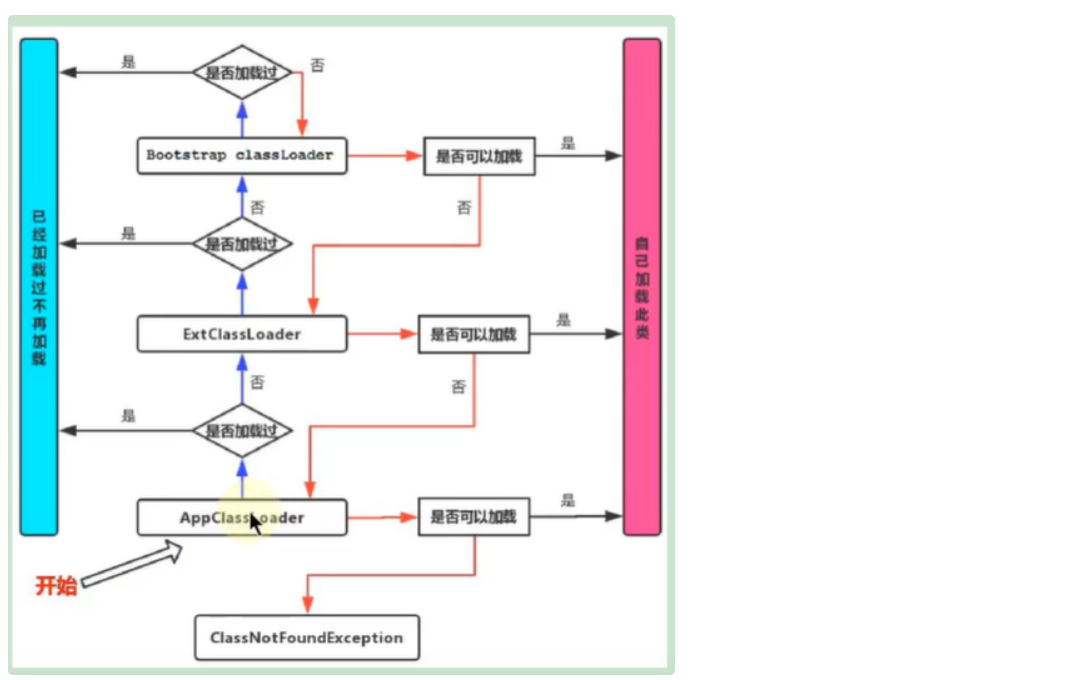 是
是否加载过
否
Bootstrap classLoader
是否可以加载
是
否
否
是
是否加载过
已经加载过不再加载
自己加载此类
ExtClassLoader
是否可以加载
是
否
否
是
是否加载过
AppClassLoader
是否可以加载
是
开始
ClassNotFoundException